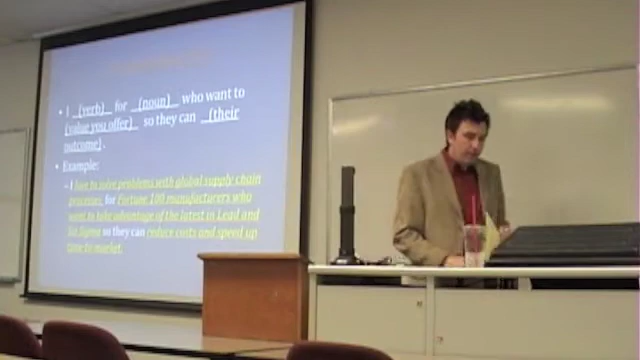 • I _(verb)_ for _(noun)_ who want to
(value you offer)_ so they can _(their
outcome).
• Example:
– I love to solve problems with global supply chain
processes for Fortune 100 manufacturers who
want to take advantage of the latest in Lead and
Six Sigma so they can reduce costs and speed up
time to market.